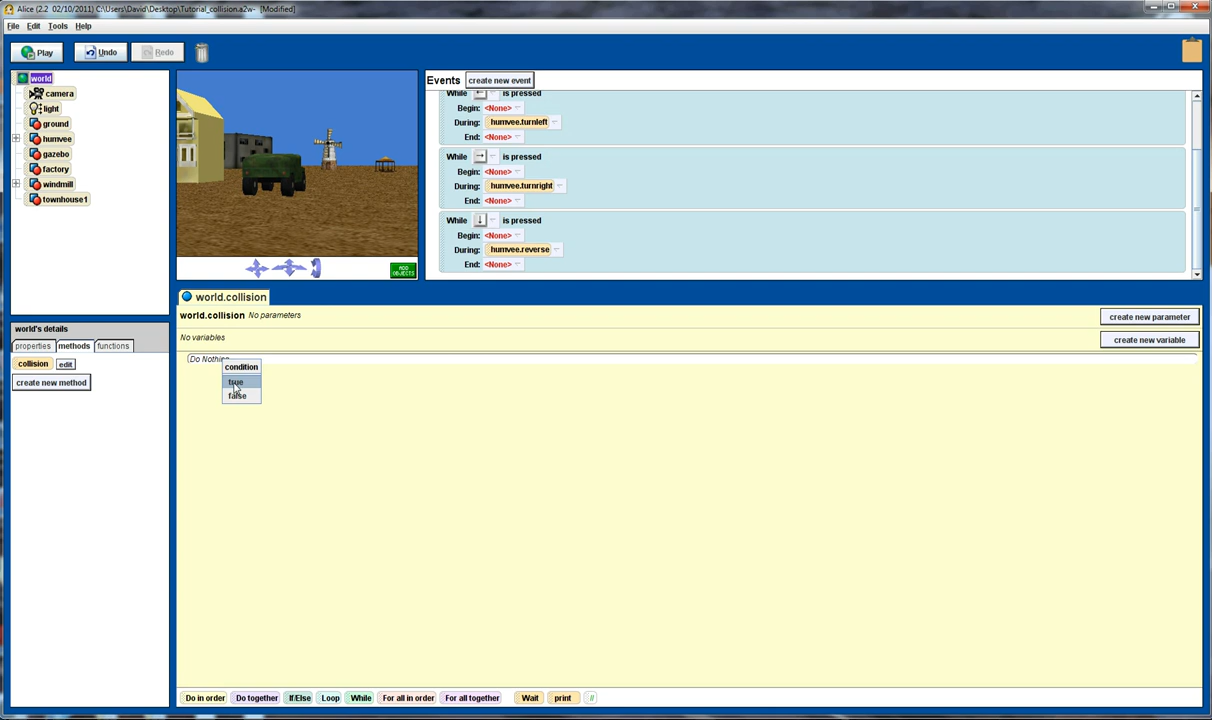 Alice (2.2 02/10/2011) C:\Users\David\Desktop\Tutorial_collision.a2w- [Modified]
File Edit Tools Help
Play Undo Redo
world
camera
light
ground
humvee
gazebo
factory
windmill
townhouse1
ADD OBJECTS
Events create new event
While ← is pressed
Begin: <None>
During: humvee.turnleft
End: <None>
While → is pressed
Begin: <None>
During: humvee.turnright
End: <None>
While ↓ is pressed
Begin: <None>
During: humvee.reverse
End: <None>
world's details
properties methods functions
collision edit
create new method
world.collision
world.collision No parameters create new parameter
No variables create new variable
(Do Nothing
condition
true
false
Do in order Do together If/Else Loop While For all in order For all together Wait print //